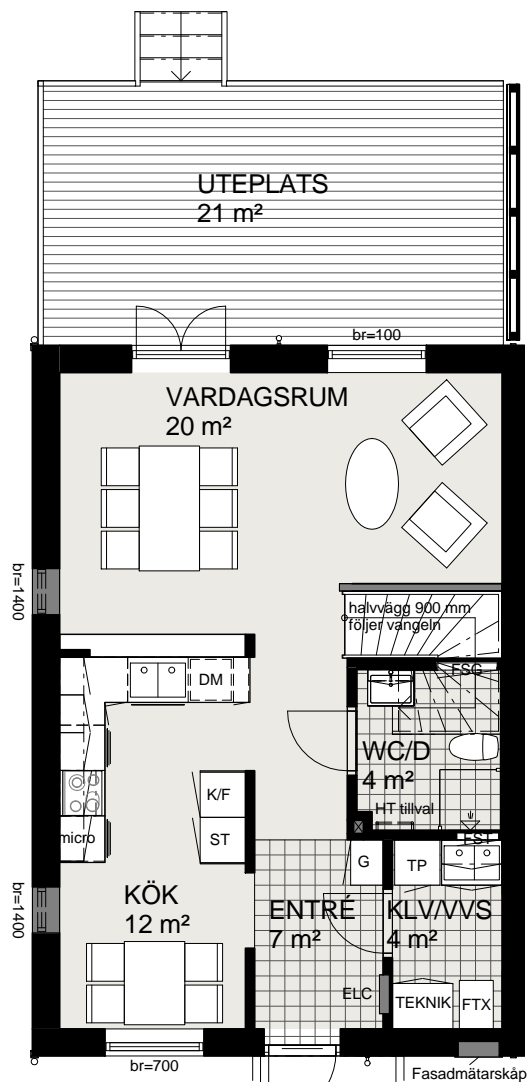 UTEPLATS
21 m²
br=100
VARDAGSRUM
20 m²
br=1400
halvvägg 900 mm
följer vangeln
FSG
DM
WC/D
4 m²
K/F
HT tillval
micro
ST
FST
G
TP
br=1400
KÖK
12 m²
ENTRÉ
7 m²
KLV/VVS
4 m²
ELC
TEKNIK
FTX
br=700
Fasadmätarskåp